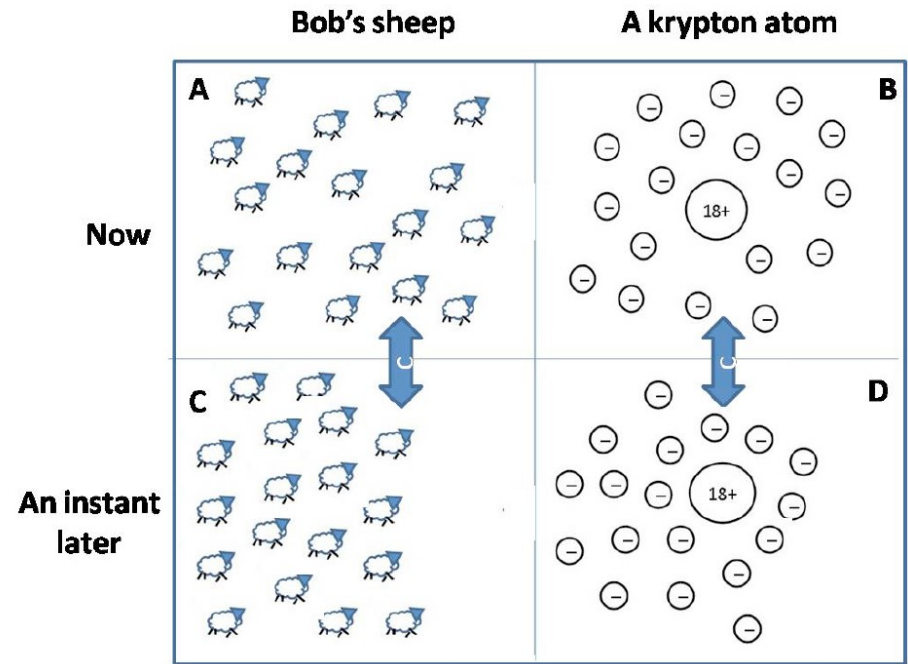 Bob's sheep
A krypton atom
A
B
18+
Now
C
C
C
D
18+
An instant
later